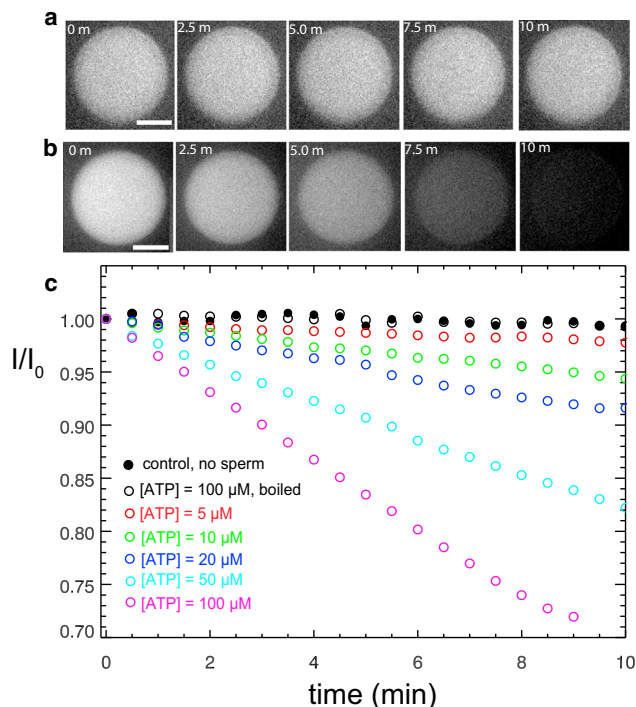 a
0 m 2.5 m 5.0 m 7.5 m 10 m
b
0 m 2.5 m 5.0 m 7.5 m 10 m
c
I/I0
1.00
0.95
0.90
0.85
0.80
0.75
0.70
control, no sperm
[ATP] = 100 µM, boiled
[ATP] = 5 µM
[ATP] = 10 µM
[ATP] = 20 µM
[ATP] = 50 µM
[ATP] = 100 µM
0 2 4 6 8 10
time (min)